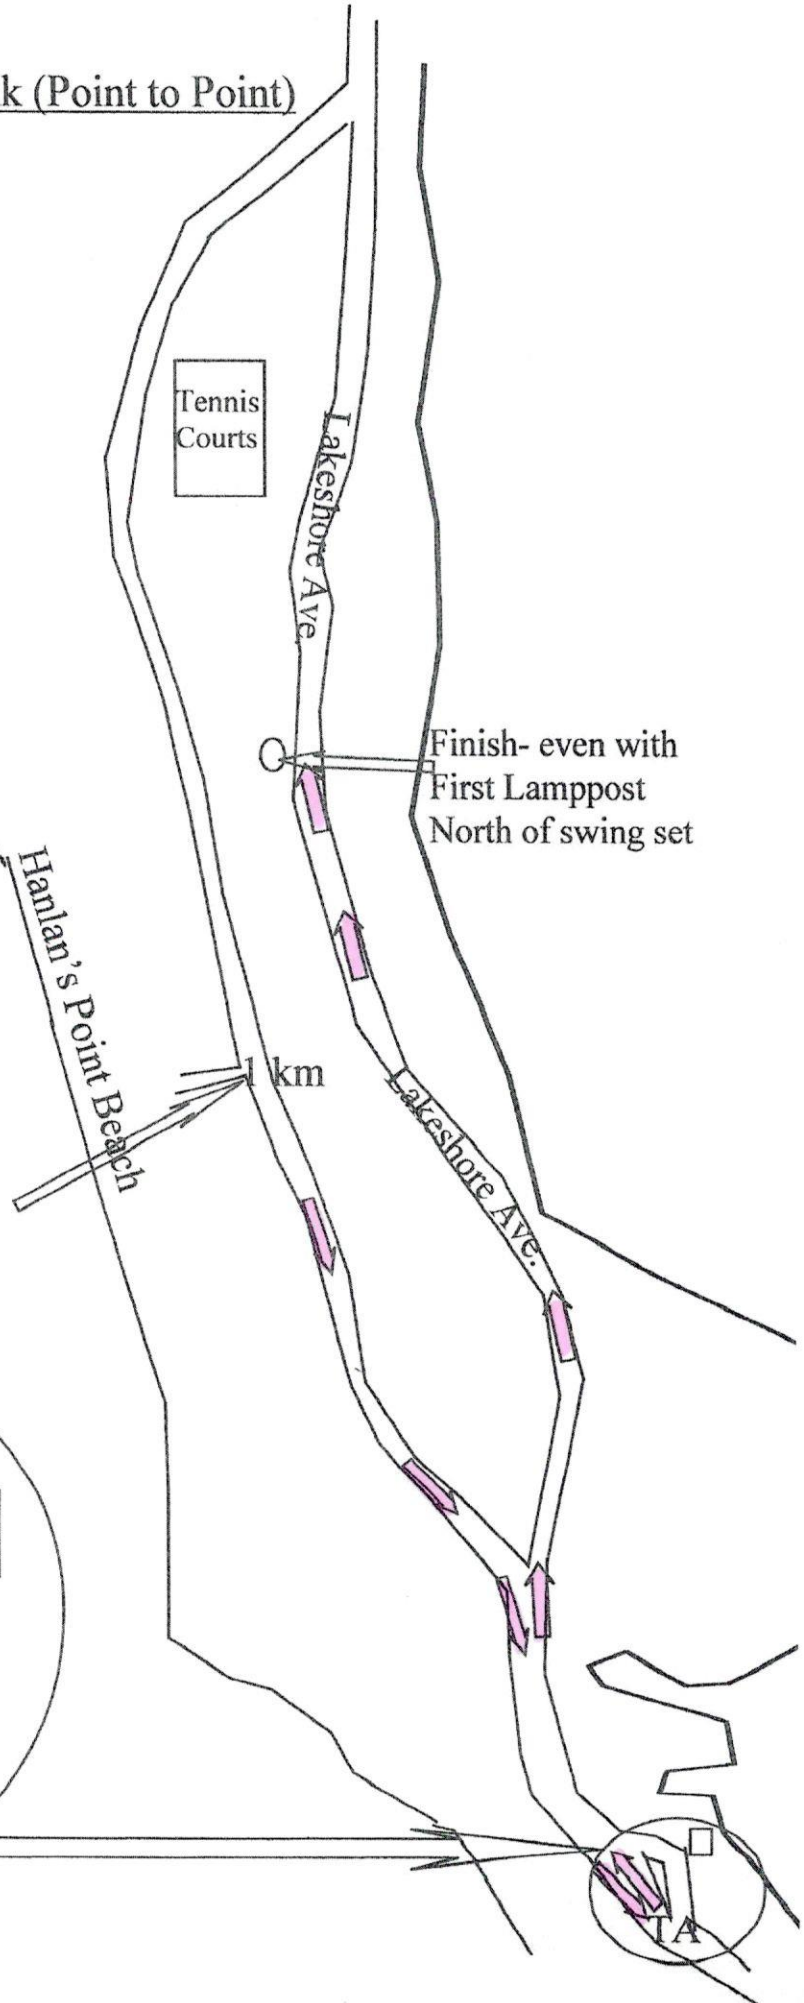 k (Point to Point)
Tennis
Courts
Lakeshore Ave.
Finish- even with
First Lamppost
North of swing set
Hanlan's Point Beach
1 km
Lakeshore Ave.
TA